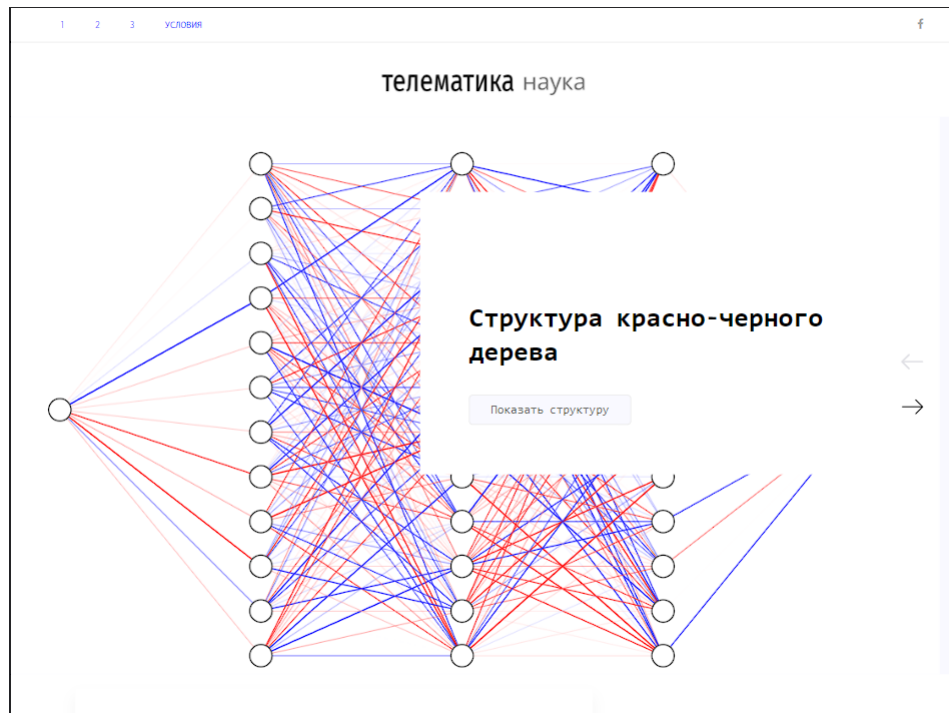 1 2 3 УСЛОВИЯ f
телематика наука
Структура красно-черного
дерева
Показать структуру